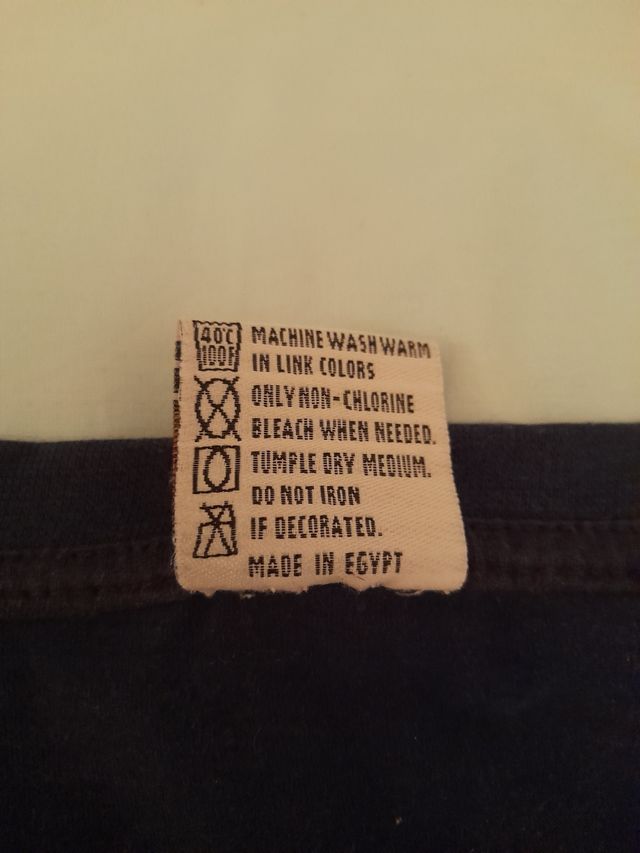 40°C
100F
MACHINE WASH WARM
IN LINK COLORS
ONLY NON-CHLORINE
BLEACH WHEN NEEDED.
TUMPLE DRY MEDIUM.
DO NOT IRON
IF DECORATED.
MADE IN EGYPT